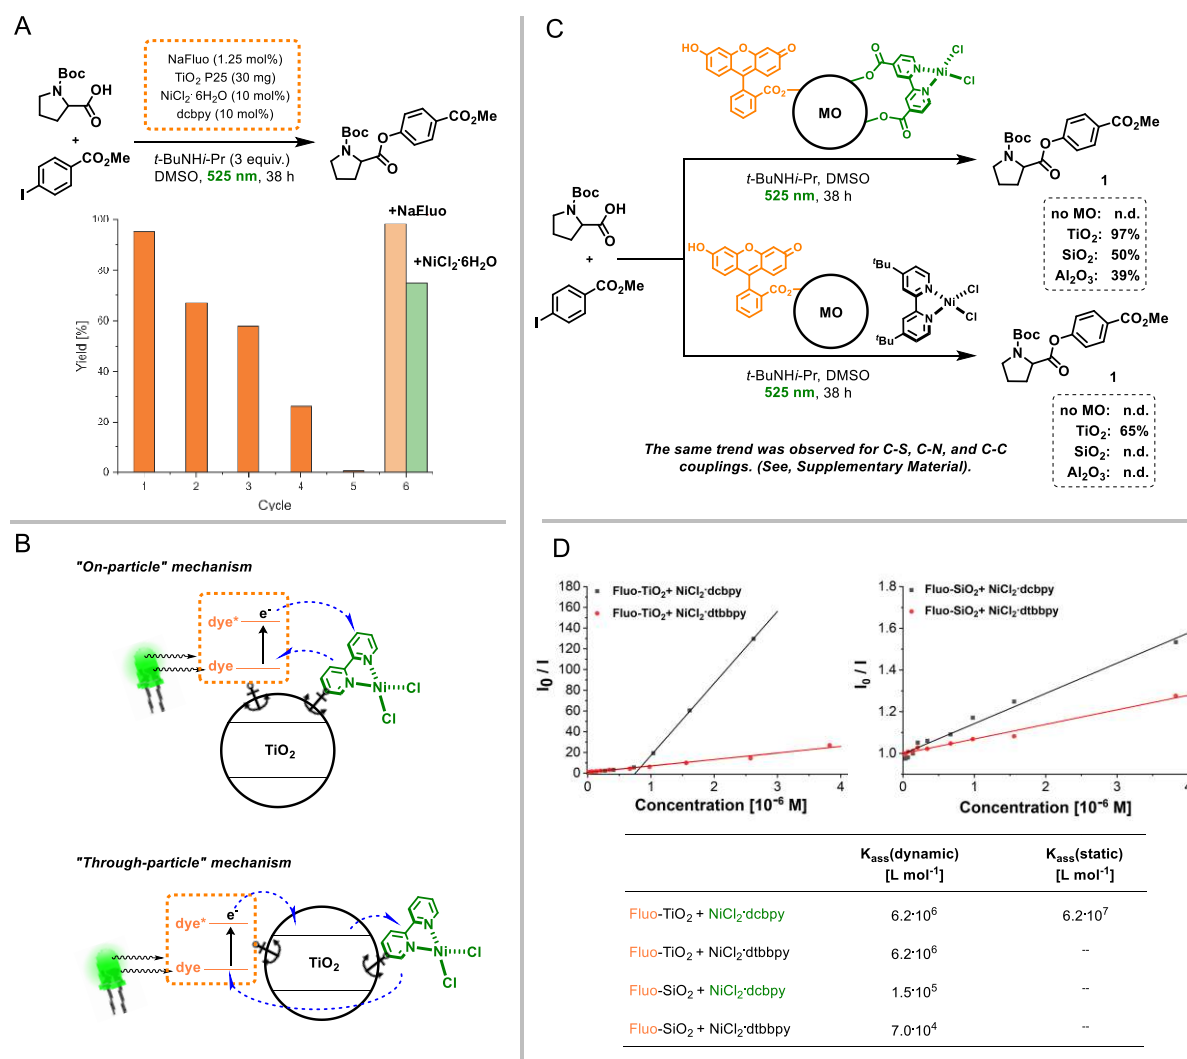 A
NaFluo (1.25 mol%)
TiO₂ P25 (30 mg)
NiCl₂·6H₂O (10 mol%)
dcbpy (10 mol%)
Boc
N
OH
O
+
CO₂Me
I
t-BuNHi-Pr (3 equiv.)
DMSO, 525 nm, 38 h
Boc
N
O
O
CO₂Me
Yield [%]
100
80
60
40
20
0
+NaFluo
+NiCl₂·6H₂O
1 2 3 4 5 6
Cycle
B
"On-particle" mechanism
dye* e⁻
dye
N
N
Ni
Cl
Cl
TiO₂
"Through-particle" mechanism
dye* e⁻
dye
TiO₂
N
N
Ni
Cl
Cl
C
Boc
N
OH
O
+
CO₂Me
I
HO O O
CO₂
MO
O
O
O
O
N
N
Ni
Cl
Cl
t-BuNHi-Pr, DMSO
525 nm, 38 h
Boc
N
O
O
CO₂Me
1
no MO: n.d.
TiO₂: 97%
SiO₂: 50%
Al₂O₃: 39%
HO O O
CO₂
MO
ᵗBu
ᵗBu
N
N
Ni
Cl
Cl
t-BuNHi-Pr, DMSO
525 nm, 38 h
Boc
N
O
O
CO₂Me
1
no MO: n.d.
TiO₂: 65%
SiO₂: n.d.
Al₂O₃: n.d.
The same trend was observed for C-S, C-N, and C-C
couplings. (See, Supplementary Material).
D
I₀ / I
180
160
140
120
100
80
60
40
20
0
Fluo-TiO₂+ NiCl₂·dcbpy
Fluo-TiO₂+ NiCl₂·dtbbpy
0 1 2 3 4
Concentration [10⁻⁶ M]
I₀ / I
1.8
1.6
1.4
1.2
1.0
Fluo-SiO₂+ NiCl₂·dcbpy
Fluo-SiO₂+ NiCl₂·dtbbpy
0 1 2 3 4
Concentration [10⁻⁶ M]
Kass(dynamic) Kass(static)
[L mol⁻¹] [L mol⁻¹]
Fluo-TiO₂ + NiCl₂·dcbpy 6.2·10⁶ 6.2·10⁷
Fluo-TiO₂ + NiCl₂·dtbbpy 6.2·10⁶ --
Fluo-SiO₂ + NiCl₂·dcbpy 1.5·10⁵ --
Fluo-SiO₂ + NiCl₂·dtbbpy 7.0·10⁴ --